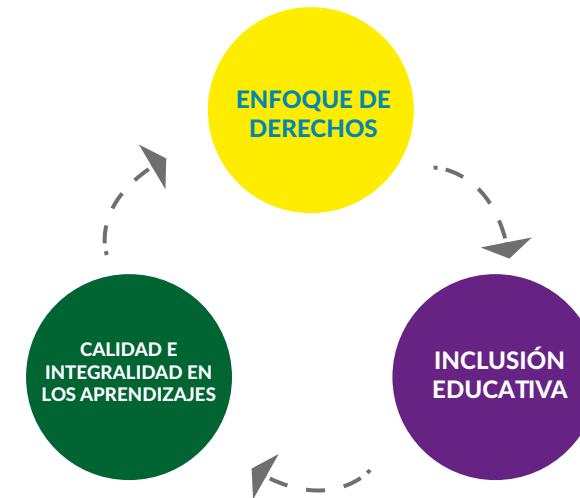 ENFOQUE DE
DERECHOS
INCLUSIÓN
EDUCATIVA
CALIDAD E
INTEGRALIDAD EN
LOS APRENDIZAJES